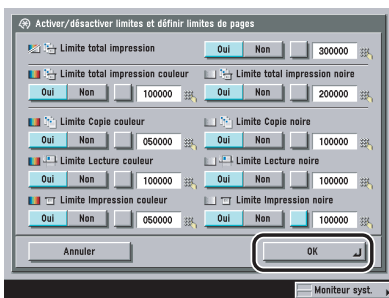 Activer/désactiver limites et définir limites de pages
Limite total impression Oui Non 300000
Limite total impression couleur Limite total impression noire
Oui Non 100000 Oui Non 200000
Limite Copie couleur Limite Copie noire
Oui Non 050000 Oui Non 100000
Limite Lecture couleur Limite Lecture noire
Oui Non 100000 Oui Non 100000
Limite Impression couleur Limite Impression noire
Oui Non 050000 Oui Non 100000
Annuler OK
Moniteur syst.